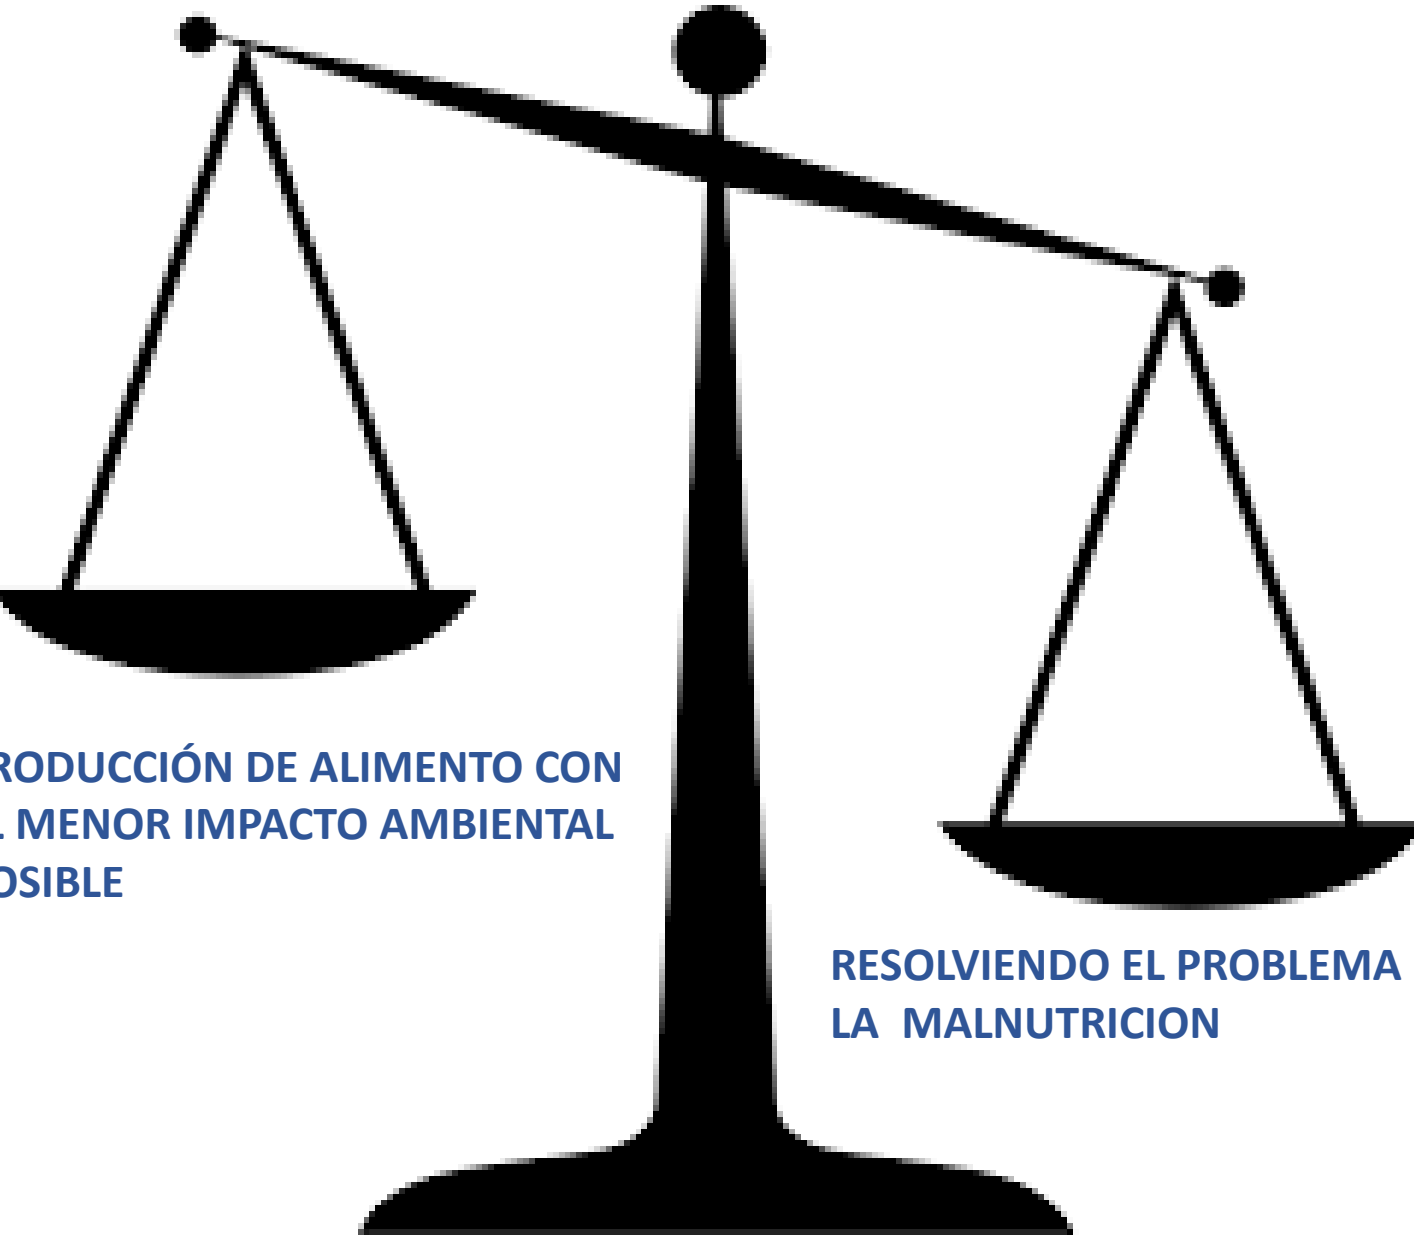 RODUCCIÓN DE ALIMENTO CON
L MENOR IMPACTO AMBIENTAL
OSIBLE
RESOLVIENDO EL PROBLEMA
LA MALNUTRICION